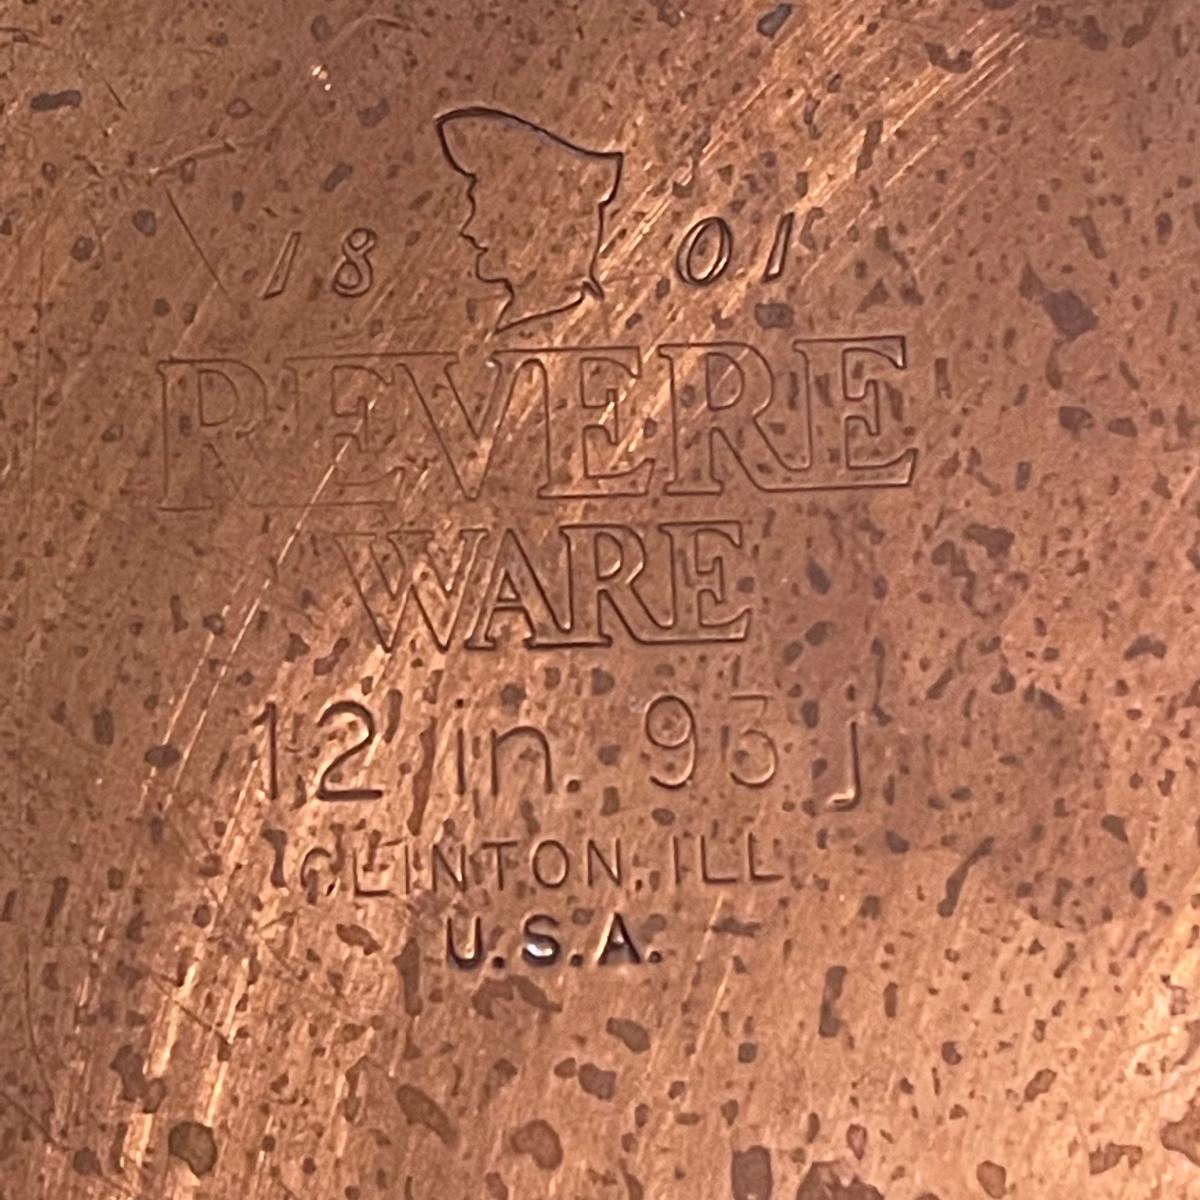 18 01
REVERE
WARE
12 in. 93 j
CLINTON, ILL
U.S.A.